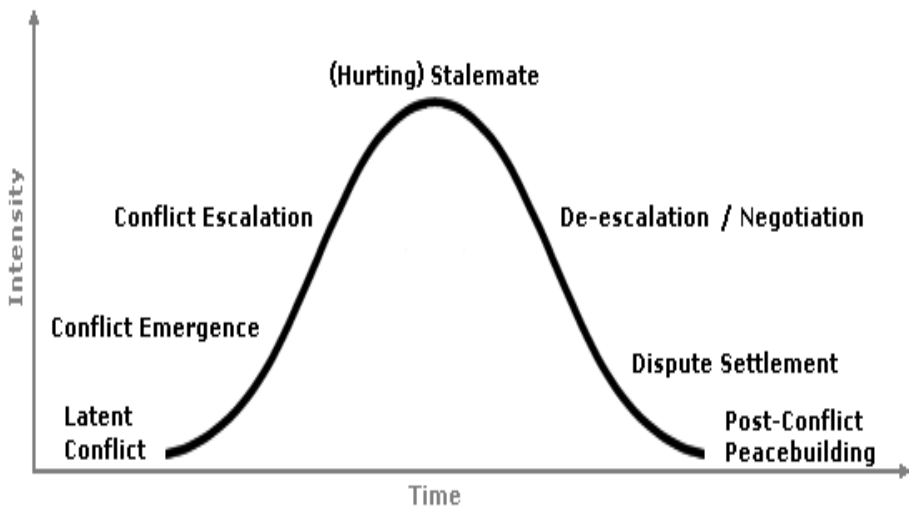 (Hurting) Stalemate
Conflict Escalation
De-escalation / Negotiation
Intensity
Conflict Emergence
Dispute Settlement
Latent
Conflict
Post-Conflict
Peacebuilding
Time